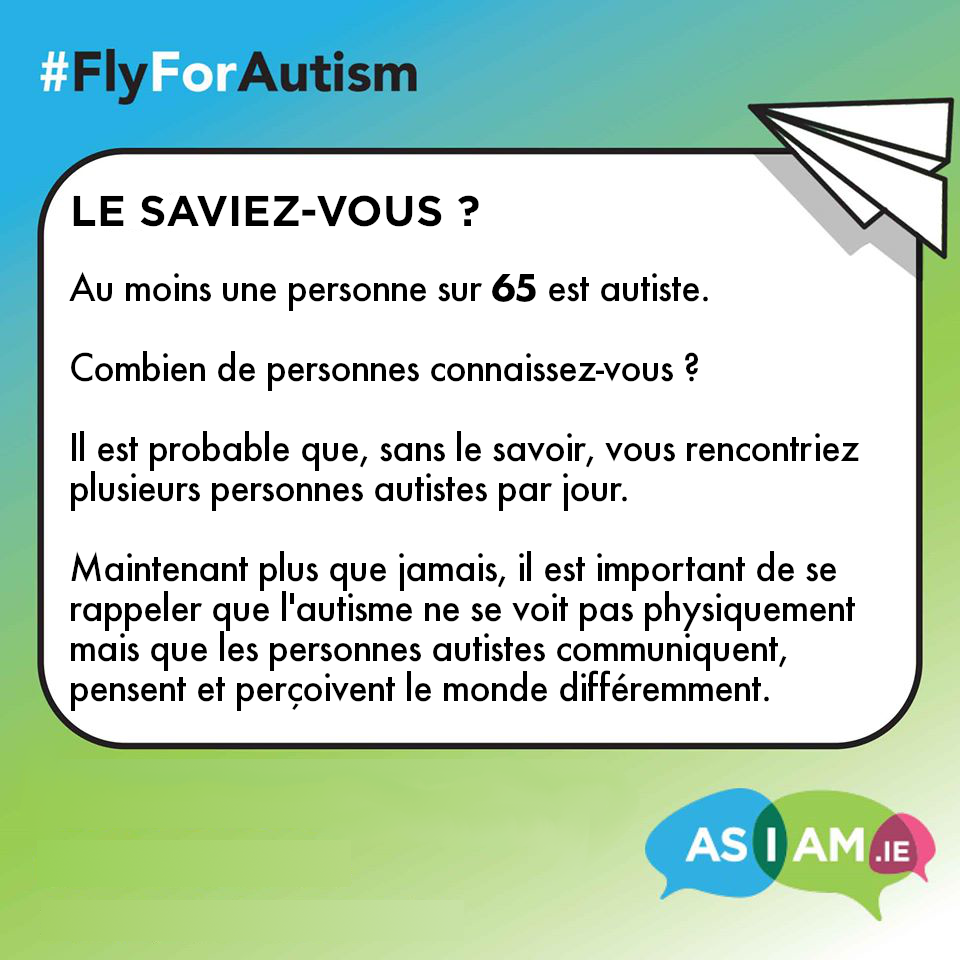 #FlyForAutism
LE SAVIEZ-VOUS ?
Au moins une personne sur 65 est autiste.
Combien de personnes connaissez-vous ?
Il est probable que, sans le savoir, vous rencontriez
plusieurs personnes autistes par jour.
Maintenant plus que jamais, il est important de se
rappeler que l'autisme ne se voit pas physiquement
mais que les personnes autistes communiquent,
pensent et perçoivent le monde différemment.
AS I AM.IE